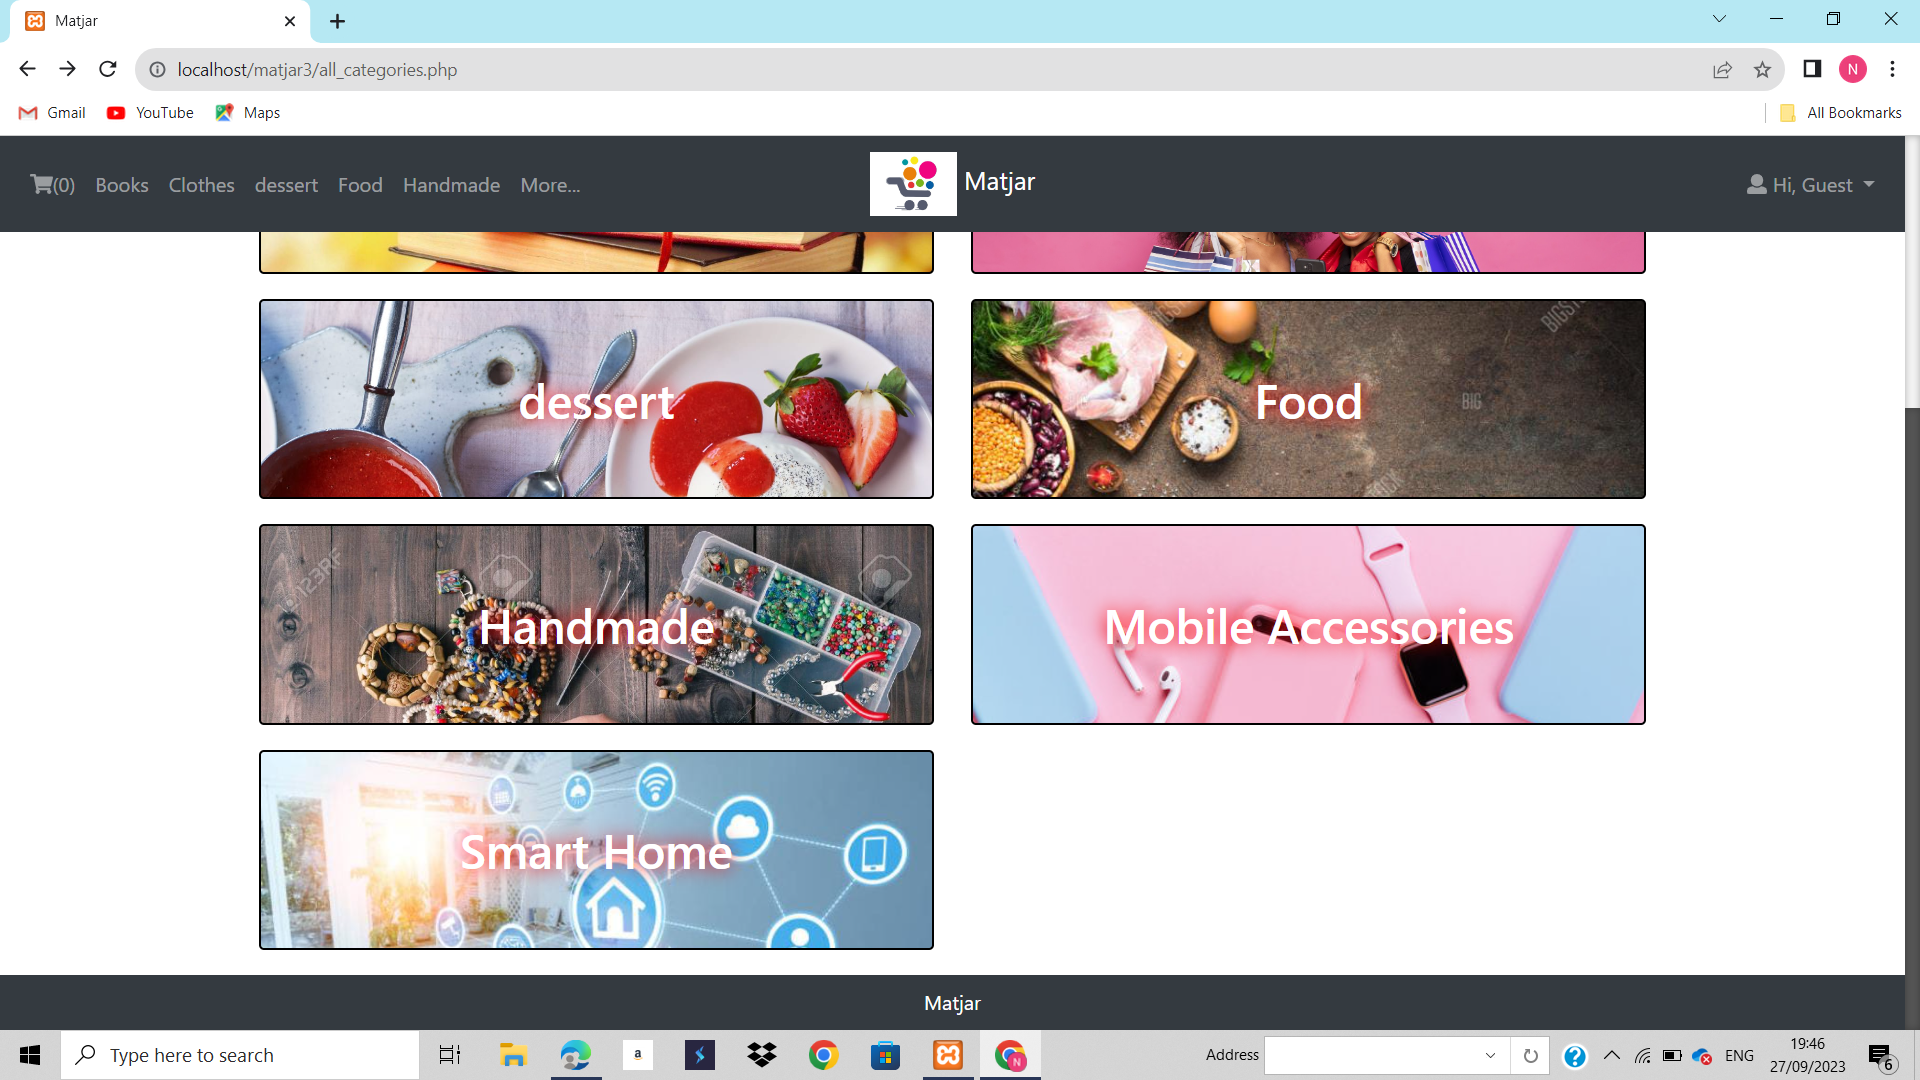 Matjar
localhost/matjar3/all_categories.php
N
Gmail YouTube Maps All Bookmarks
(0) Books Clothes dessert Food Handmade More... Matjar Hi, Guest
dessert Food
BIG
Handmade Mobile Accessories
123RF
Smart Home
Matjar
Type here to search a N Address ENG 19:46
27/09/2023 6